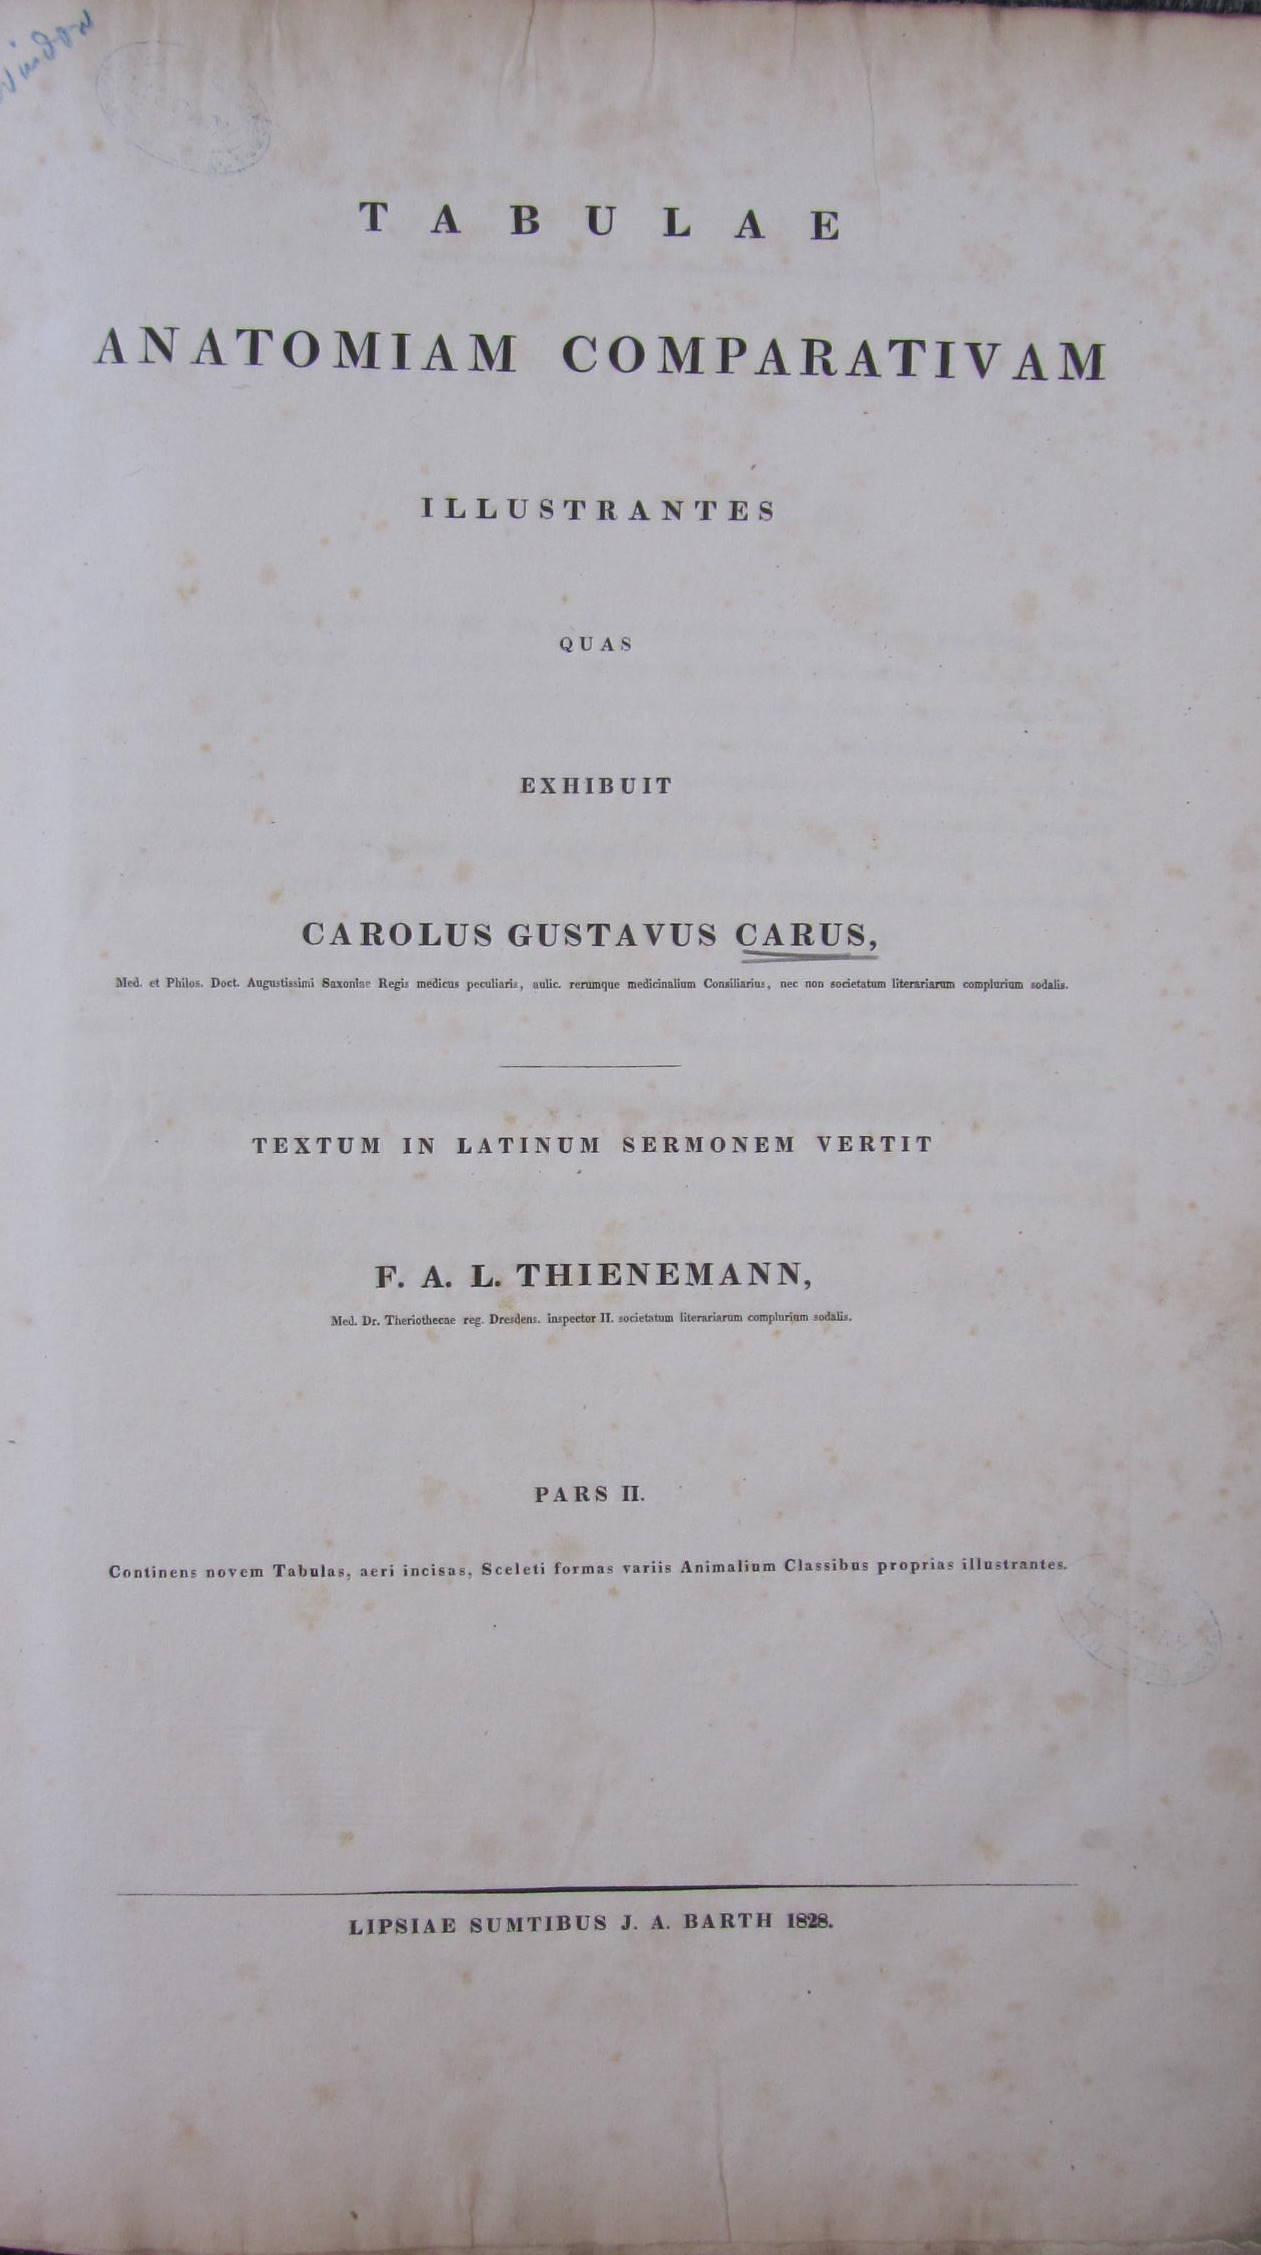 TABULAE
ANATOMIAM COMPARATIVAM
ILLUSTRANTES
QUAS
EXHIBUIT
CAROLUS GUSTAVUS CARUS,
Med. et Philos. Doct. Augustissimi Saxoniae Regis medicus peculiaris, aulic. rerumque medicinalium Consiliarius, nec non societatum literariarum complurium sodalis.
TEXTUM IN LATINUM SERMONEM VERTIT
F. A. L. THIENEMANN,
Med. Dr. Theriothecae reg. Dresdens. inspector II. societatum literariarum complurium sodalis.
PARS II.
Continens novem Tabulas, aeri incisas, Sceleti formas variis Animalium Classibus proprias illustrantes.
LIPSIAE SUMTIBUS J. A. BARTH 1828.